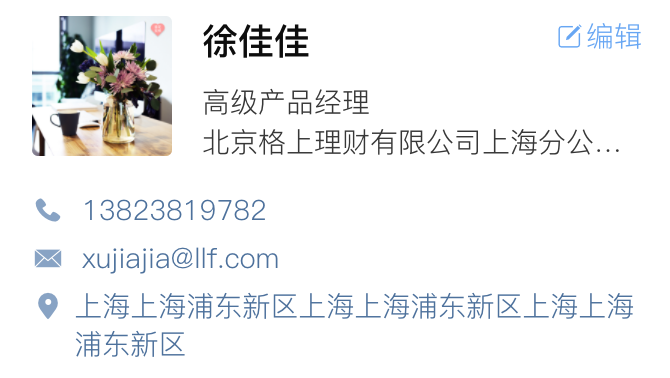 徐佳佳
编辑
高级产品经理
北京格上理财有限公司上海分公...
13823819782
xujiajia@llf.com
上海上海浦东新区上海上海浦东新区上海上海
浦东新区